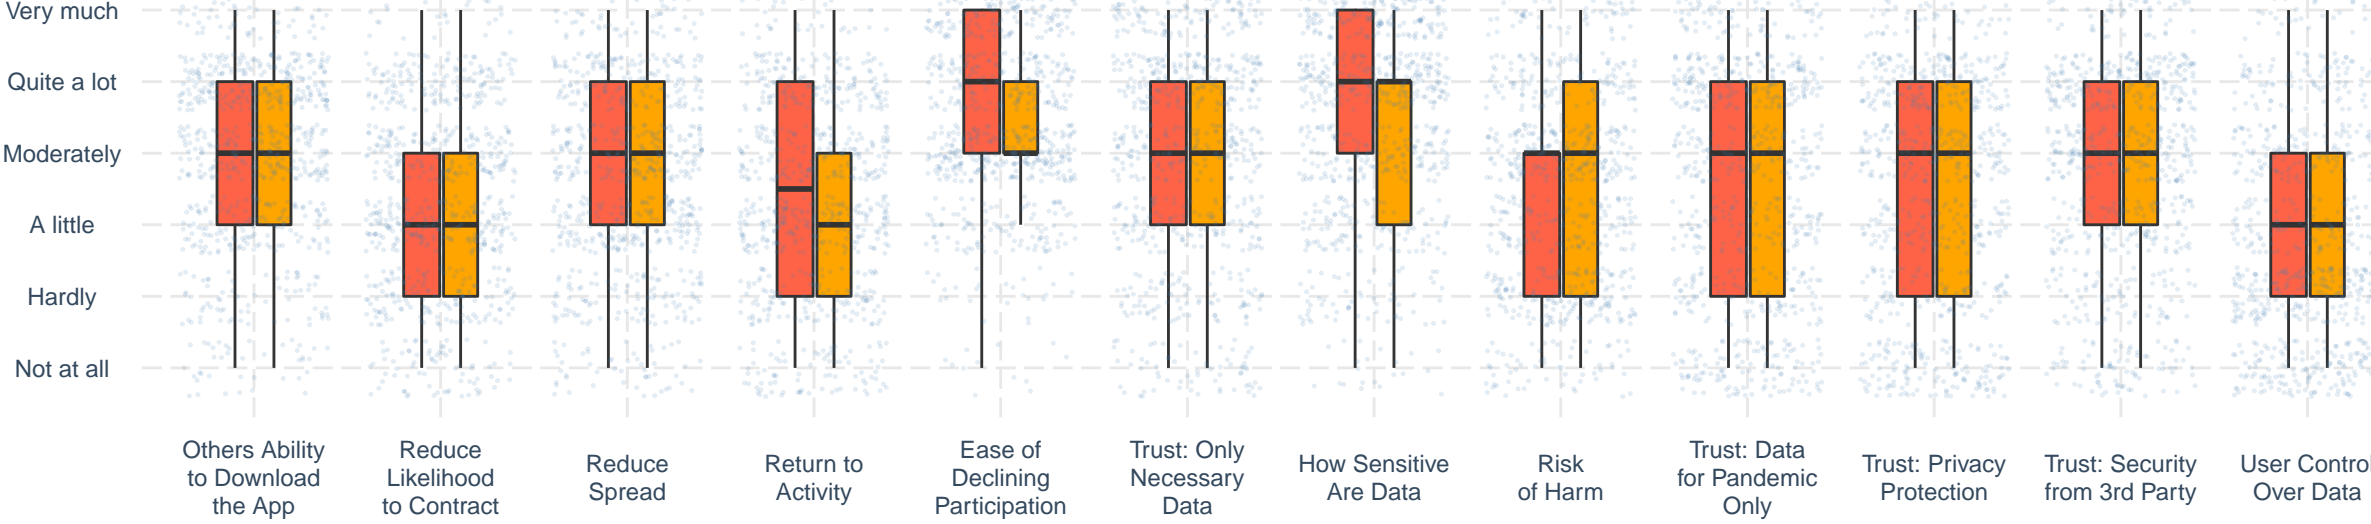 Very much
Quite a lot
Moderately
A little
Hardly
Not at all
Others Ability
to Download
the App
Reduce
Likelihood
to Contract
Reduce
Spread
Return to
Activity
Ease of
Declining
Participation
Trust: Only
Necessary
Data
How Sensitive
Are Data
Risk
of Harm
Trust: Data
for Pandemic
Only
Trust: Privacy
Protection
Trust: Security
from 3rd Party
User Control
Over Data